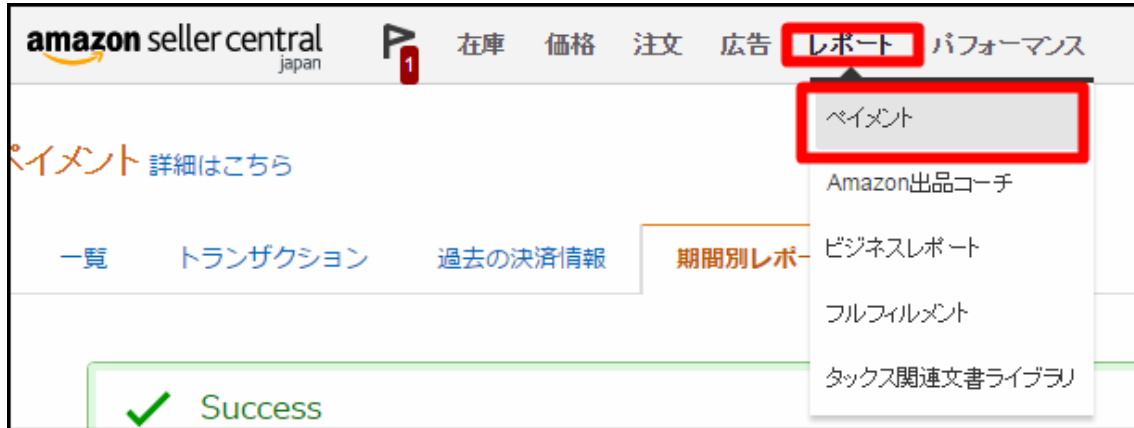 amazon seller central
japan
1
在庫 価格 注文 広告 レポート パフォーマンス
ペイメント
ペイメント 詳細はこちら
Amazon出品コーチ
一覧 トランザクション 過去の決済情報 期間別レポー
ビジネスレポート
フルフィルメント
タックス関連文書ライブラリ
Success